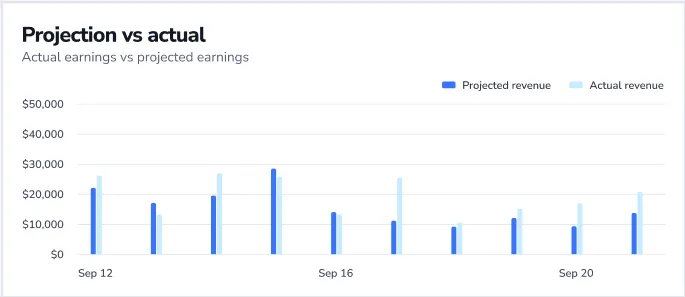 Projection vs actual
Actual earnings vs projected earnings
Projected revenue Actual revenue
$50,000
$40,000
$30,000
$20,000
$10,000
$0
Sep 12 Sep 16 Sep 20